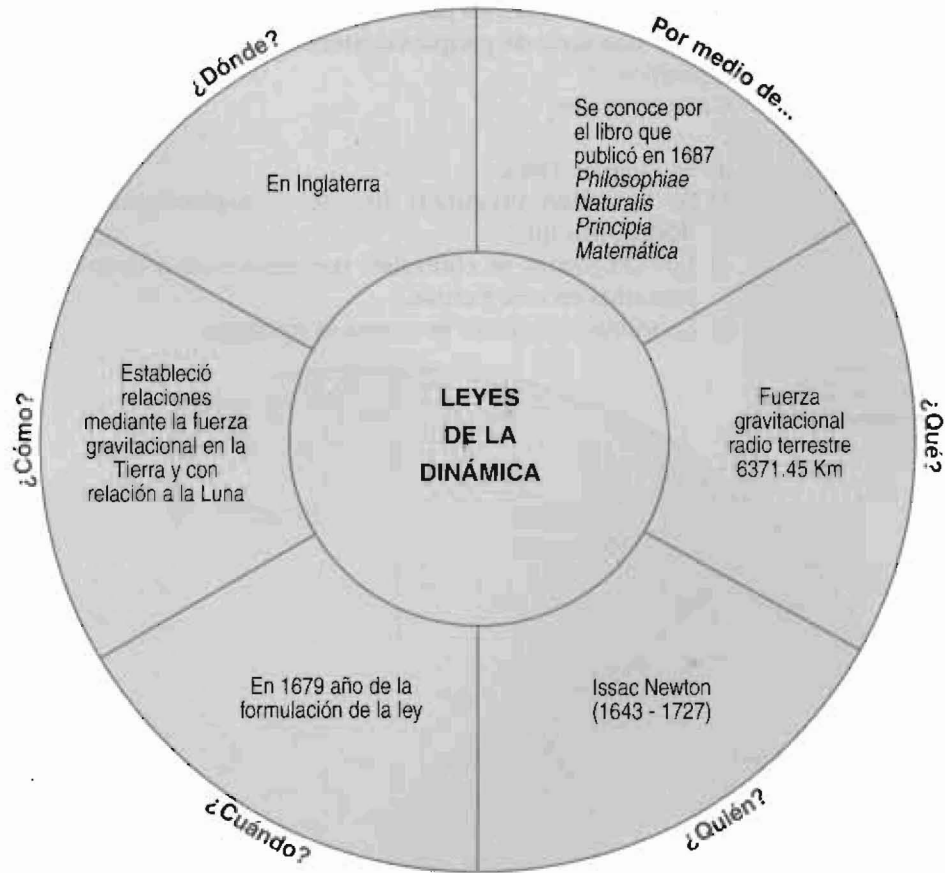 ¿Dónde?
En Inglaterra
Por medio de...
Se conoce por
el libro que
publicó en 1687
Philosophiae
Naturalis
Principia
Matemática
¿Qué?
Fuerza
gravitacional
radio terrestre
6371.45 Km
¿Quién?
Issac Newton
(1643 - 1727)
¿Cuándo?
En 1679 año de la
formulación de la ley
¿Cómo?
Estableció
relaciones
mediante la fuerza
gravitacional en la
Tierra y con
relación a la Luna
LEYES
DE LA
DINÁMICA